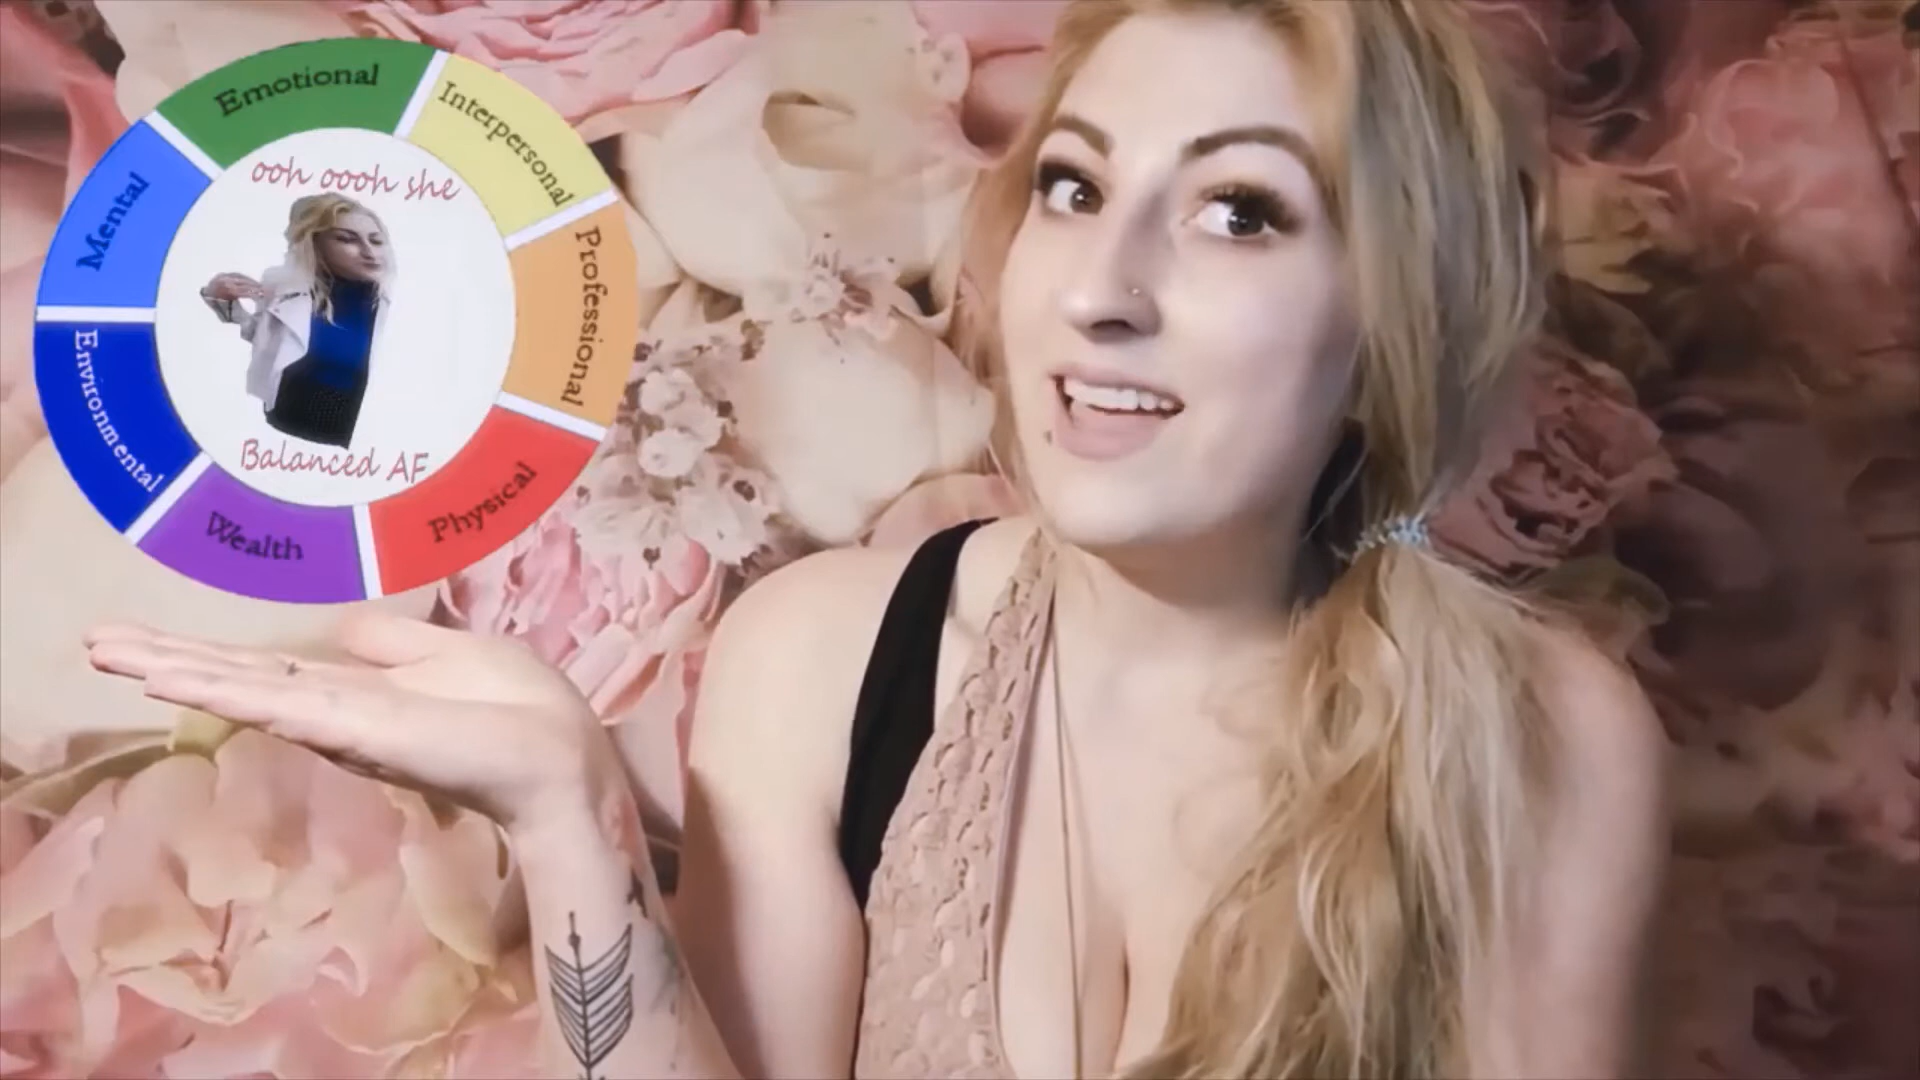 Emotional
Interpersonal
Professional
Physical
Wealth
Environmental
Mental
ooh oooh she
Balanced AF